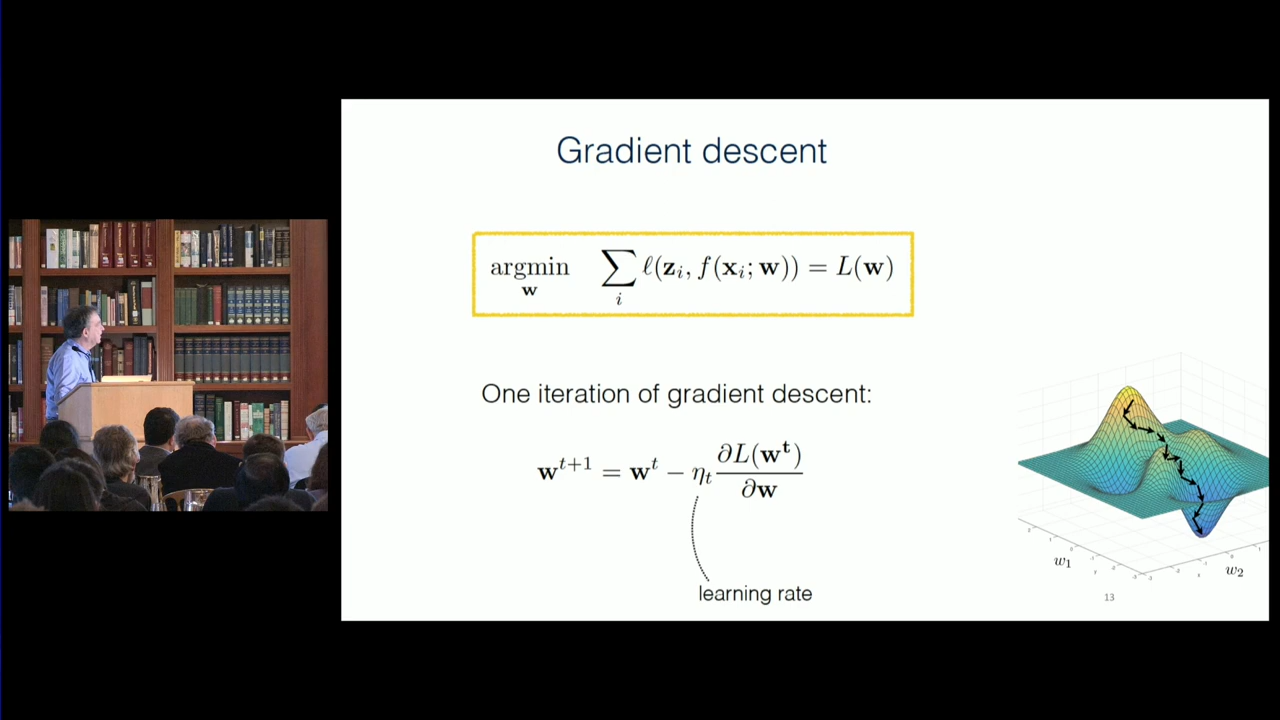 Gradient descent
argmin_w ∑_i ℓ(z_i, f(x_i; w)) = L(w)
One iteration of gradient descent:
w^{t+1} = w^t − η_t ∂L(w^t)/∂w
learning rate
w_1
w_2
13